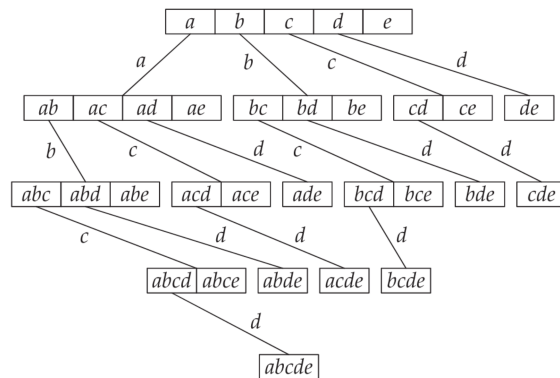 a b c d e
a b c d
ab ac ad ae bc bd be cd ce de
b c d c d d
abc abd abe acd ace ade bcd bce bde cde
c d d d
abcd abce abde acde bcde
d
abcde